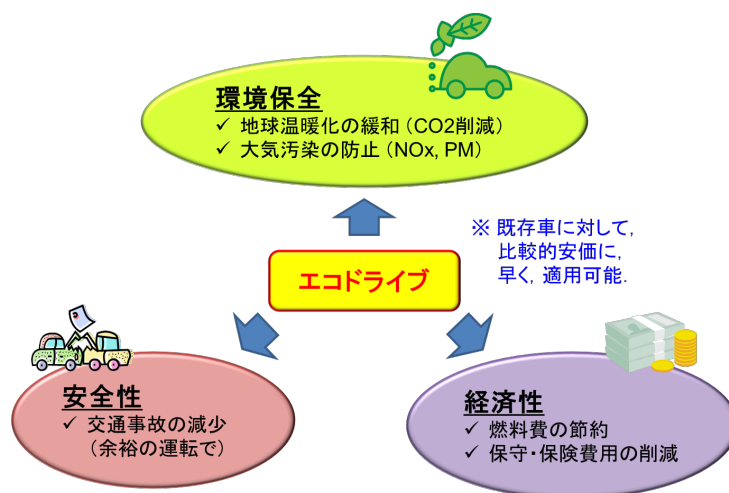 環境保全
✓ 地球温暖化の緩和（CO2削減）
✓ 大気汚染の防止（NOx, PM）
※ 既存車に対して,
比較的安価に,
早く, 適用可能.
エコドライブ
安全性
✓ 交通事故の減少
（余裕の運転で）
経済性
✓ 燃料費の節約
✓ 保守・保険費用の削減